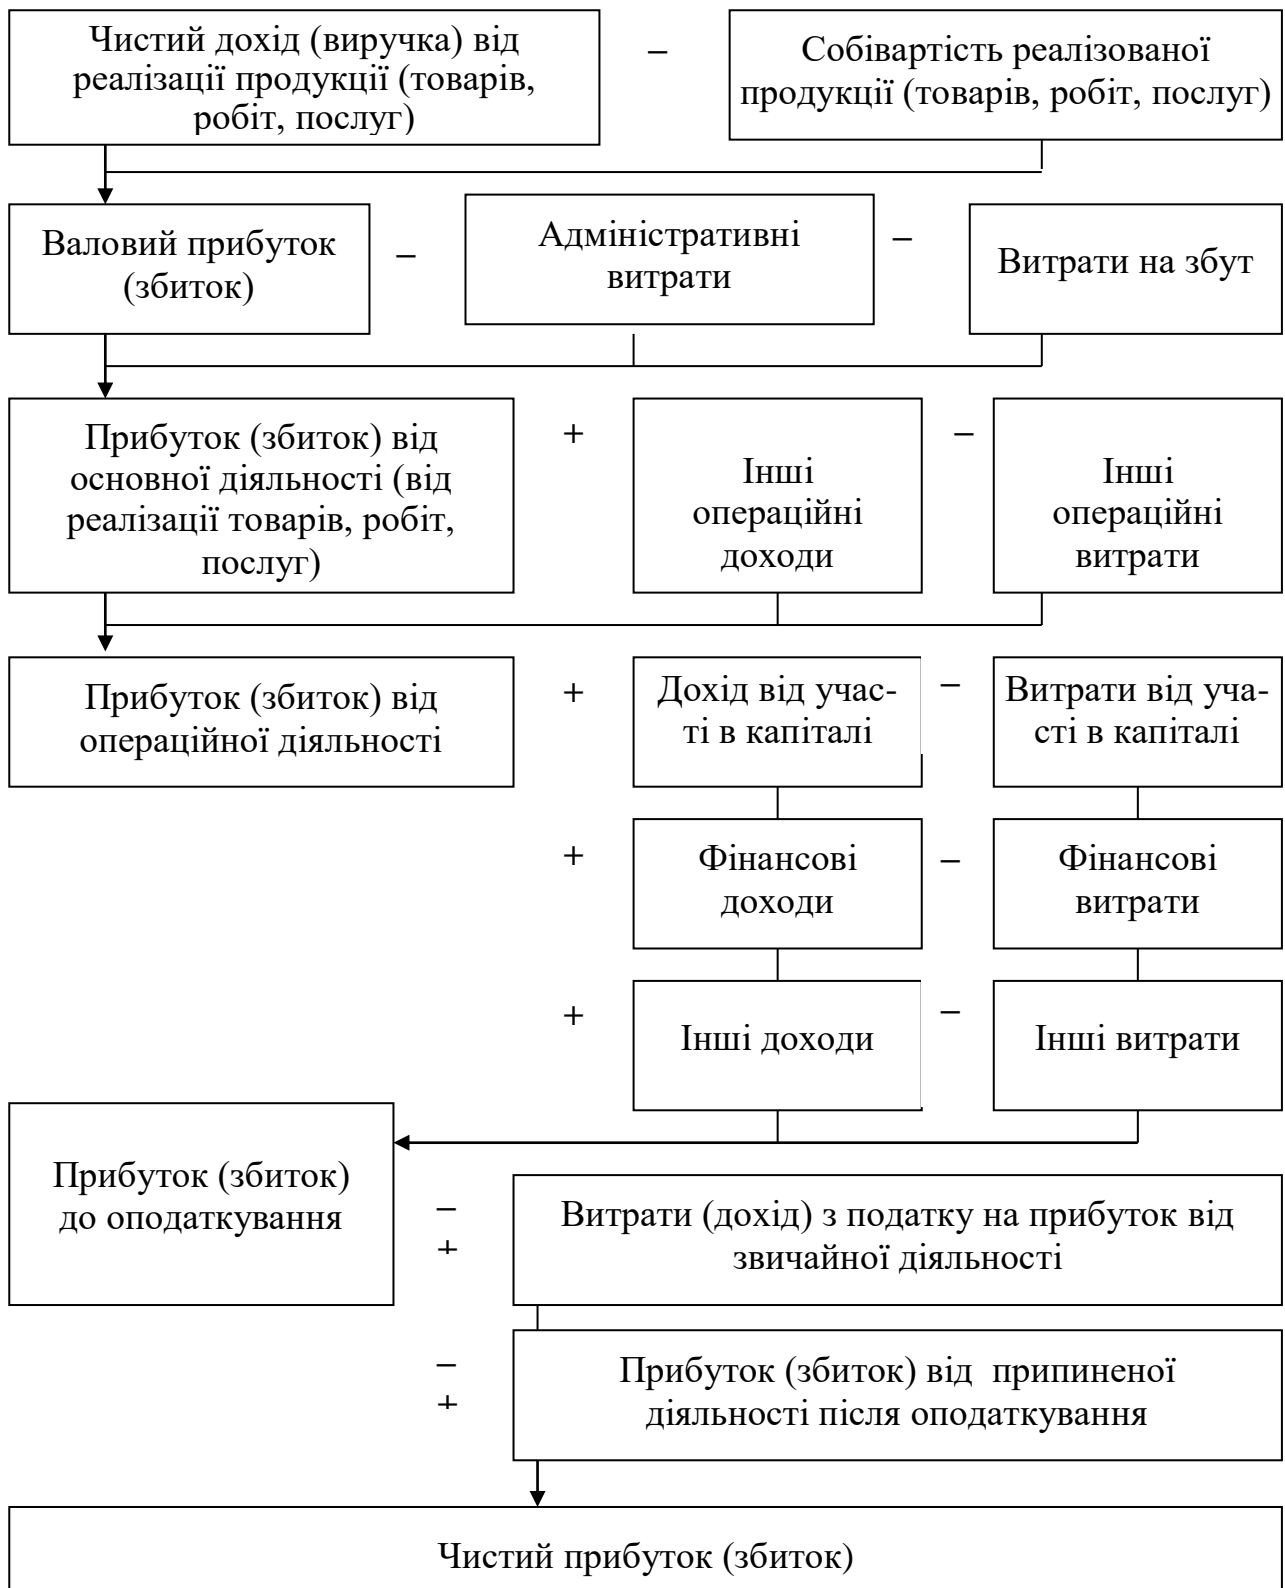 Чистий дохід (виручка) від
реалізації продукції (товарів,
робіт, послуг)
–
Собівартість реалізованої
продукції (товарів, робіт, послуг)
Валовий прибуток
(збиток)
–
Адміністративні
витрати
–
Витрати на збут
Прибуток (збиток) від
основної діяльності (від
реалізації товарів, робіт,
послуг)
+
Інші
операційні
доходи
–
Інші
операційні
витрати
Прибуток (збиток) від
операційної діяльності
+
Дохід від учас-
ті в капіталі
–
Витрати від уча-
сті в капіталі
+
Фінансові
доходи
–
Фінансові
витрати
+
Інші доходи
–
Інші витрати
Прибуток (збиток)
до оподаткування
–
+
Витрати (дохід) з податку на прибуток від
звичайної діяльності
–
+
Прибуток (збиток) від припиненої
діяльності після оподаткування
Чистий прибуток (збиток)